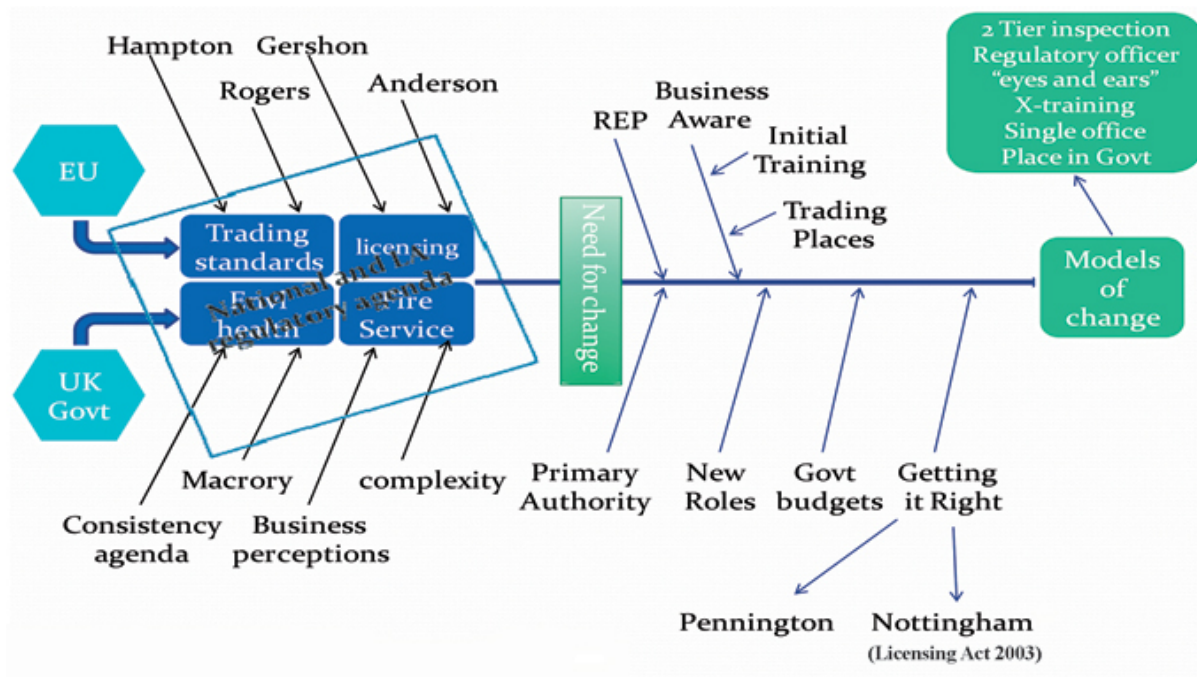 Hampton
Gershon
Rogers
Anderson
EU
UK
Govt
Trading
standards
licensing
Envi
health
Fire
Service
National and LA
regulatory agenda
Macrory
complexity
Consistency
agenda
Business
perceptions
Need for change
REP
Business
Aware
Initial
Training
Trading
Places
Primary
Authority
New
Roles
Govt
budgets
Getting
it Right
Pennington
Nottingham
(Licensing Act 2003)
2 Tier inspection
Regulatory officer
“eyes and ears”
X-training
Single office
Place in Govt
Models
of
change